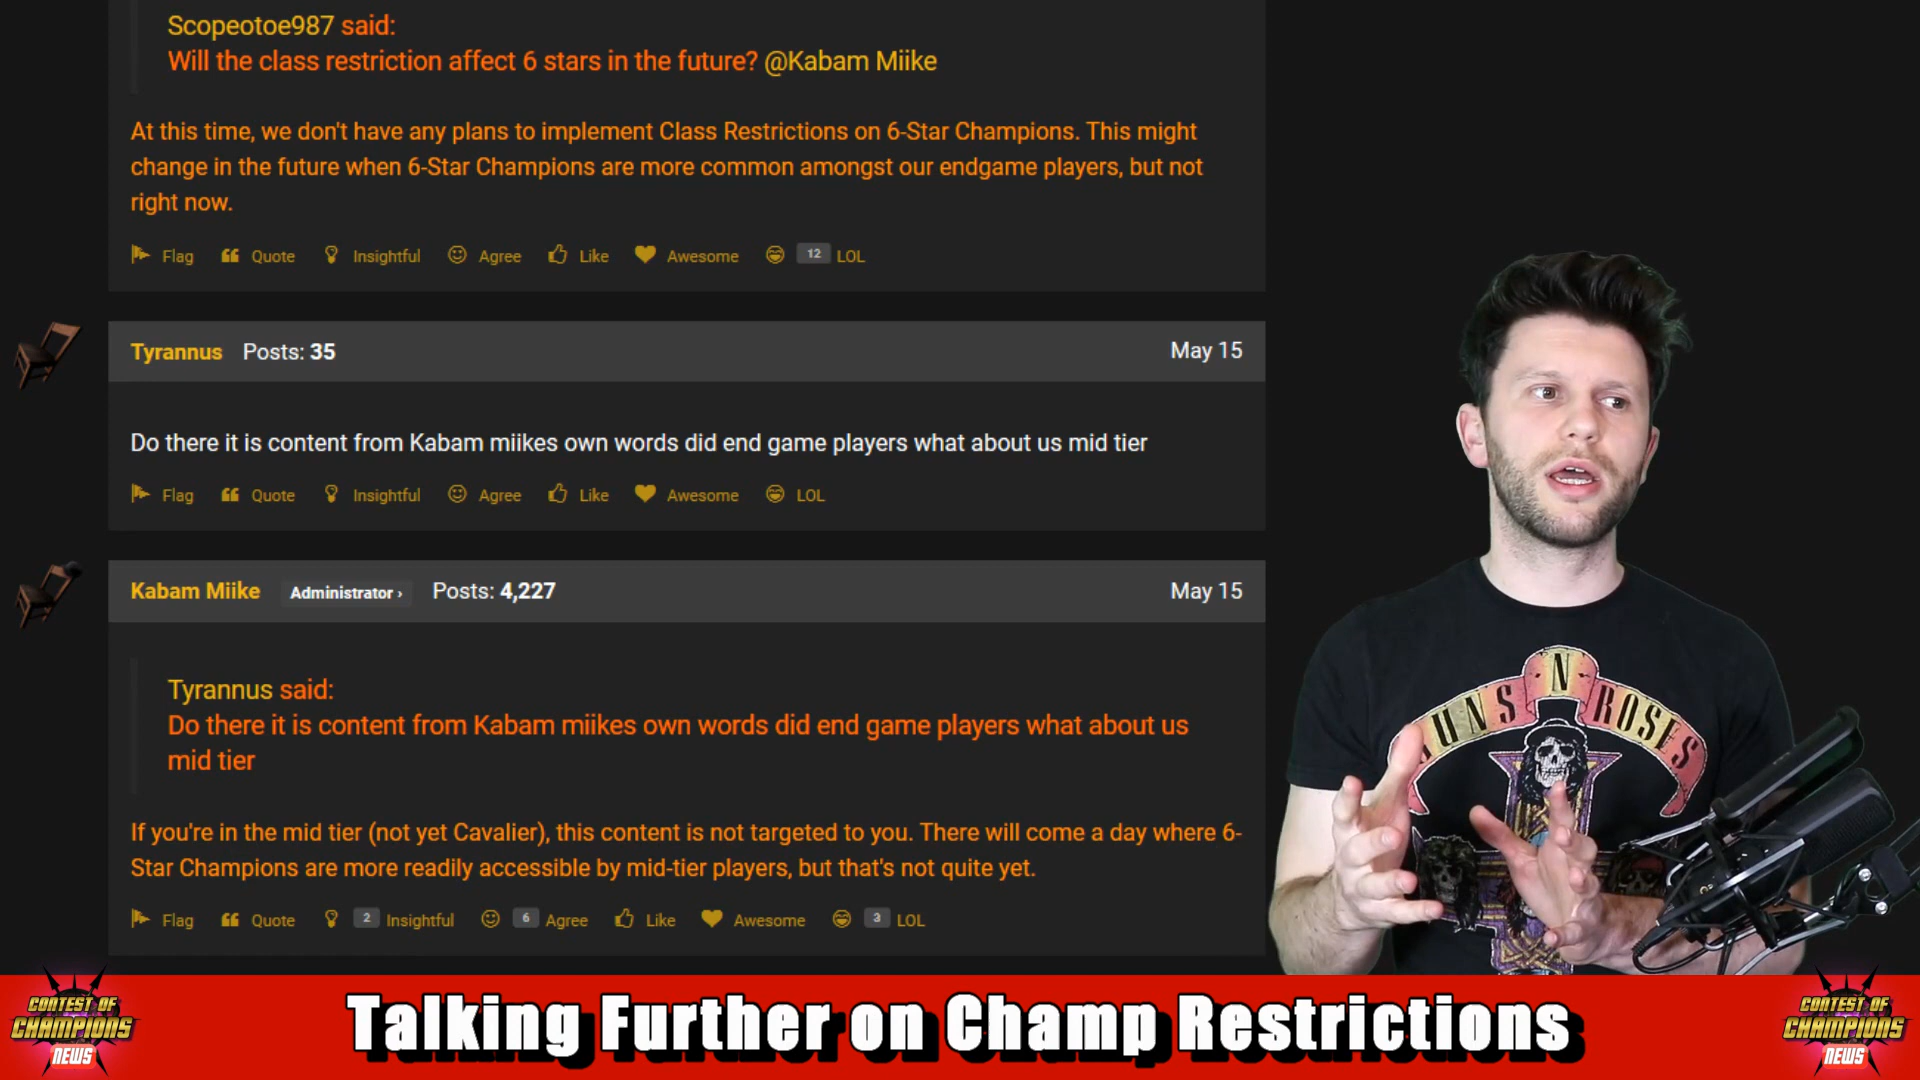 Scopeotoe987 said:
Will the class restriction affect 6 stars in the future? @Kabam Miike
At this time, we don't have any plans to implement Class Restrictions on 6-Star Champions. This might
change in the future when 6-Star Champions are more common amongst our endgame players, but not
right now.
Flag Quote Insightful Agree Like Awesome 12 LOL
Tyrannus Posts: 35 May 15
Do there it is content from Kabam miikes own words did end game players what about us mid tier
Flag Quote Insightful Agree Like Awesome LOL
Kabam Miike Administrator › Posts: 4,227 May 15
Tyrannus said:
Do there it is content from Kabam miikes own words did end game players what about us
mid tier
If you're in the mid tier (not yet Cavalier), this content is not targeted to you. There will come a day where 6-
Star Champions are more readily accessible by mid-tier players, but that's not quite yet.
Flag Quote 2 Insightful 6 Agree Like Awesome 3 LOL
GUNS N' ROSES
CONTEST OF
CHAMPIONS
NEWS
Talking Further on Champ Restrictions
CONTEST OF
CHAMPIONS
NEWS